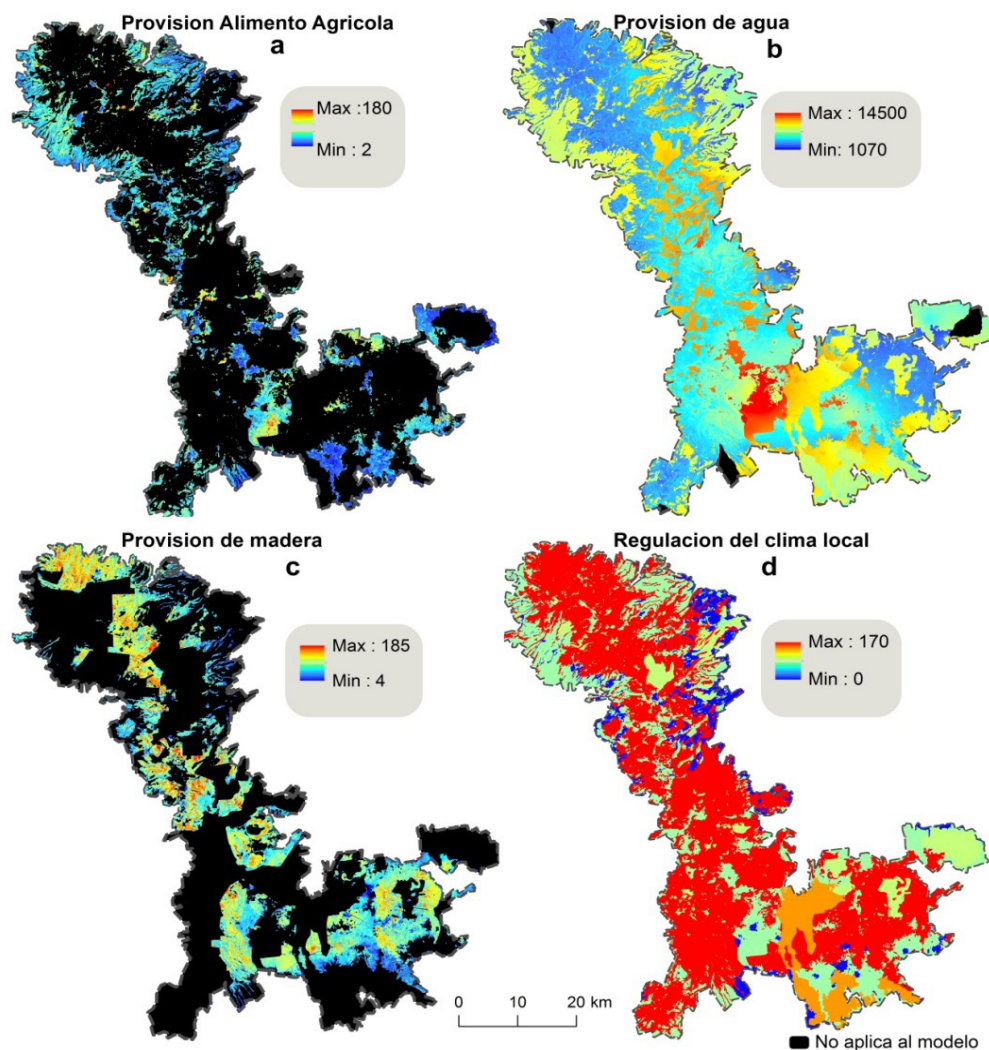 Provision Alimento Agricola
a
Max :180
Min : 2
Provision de agua
b
Max : 14500
Min: 1070
Provision de madera
c
Max : 185
Min : 4
Regulacion del clima local
d
Max : 170
Min : 0
0 10 20 km
No aplica al modelo